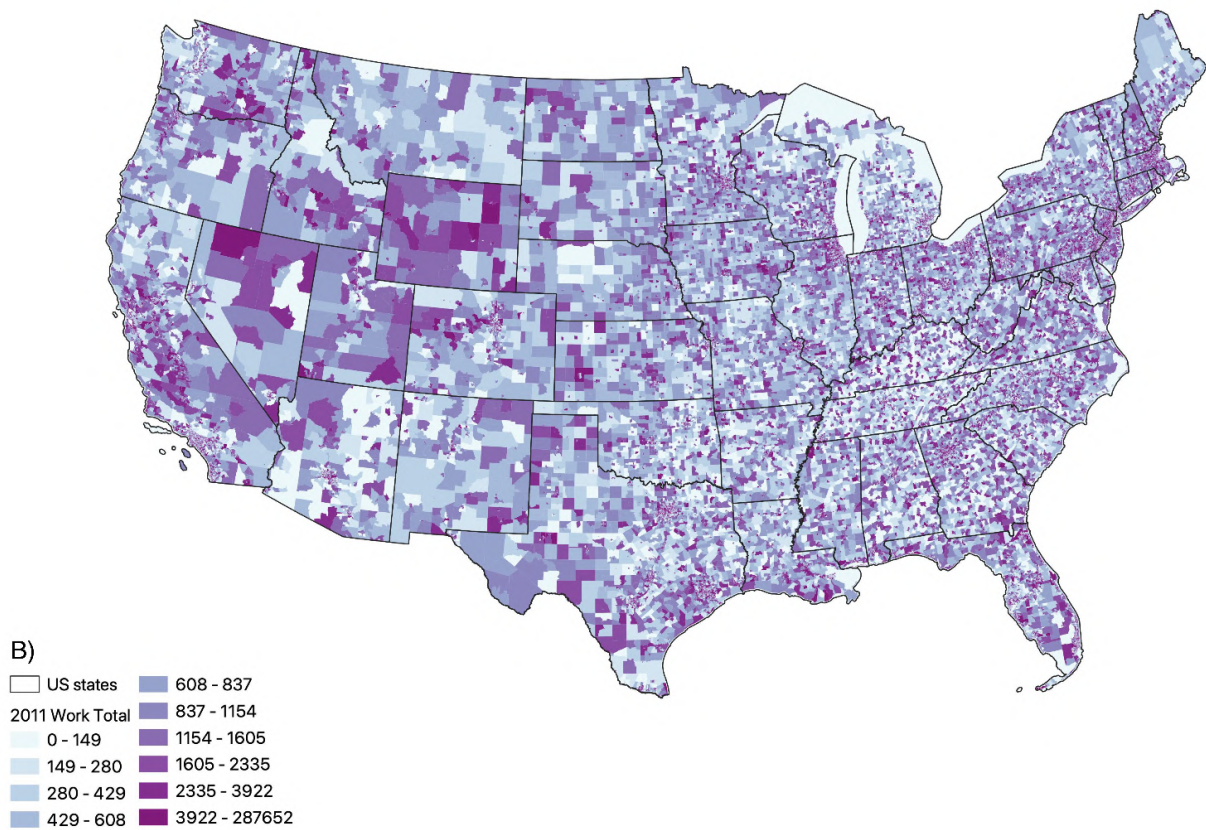 B)
US states
2011 Work Total
0 - 149
149 - 280
280 - 429
429 - 608
608 - 837
837 - 1154
1154 - 1605
1605 - 2335
2335 - 3922
3922 - 287652